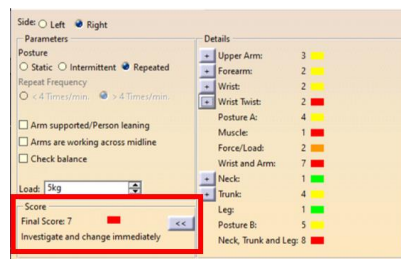 Side: Left Right
Parameters
Posture
Static Intermittent Repeated
Repeat Frequency
< 4 Times/min. > 4 Times/min.
Arm supported/Person leaning
Arms are working across midline
Check balance
Load: 5kg
Score
Final Score: 7 <<
Investigate and change immediately
Details
+ Upper Arm: 3
+ Forearm: 2
+ Wrist: 2
+ Wrist Twist: 2
Posture A: 4
Muscle: 1
Force/Load: 2
Wrist and Arm: 7
+ Neck: 1
+ Trunk: 4
Leg: 1
Posture B: 5
Neck, Trunk and Leg: 8